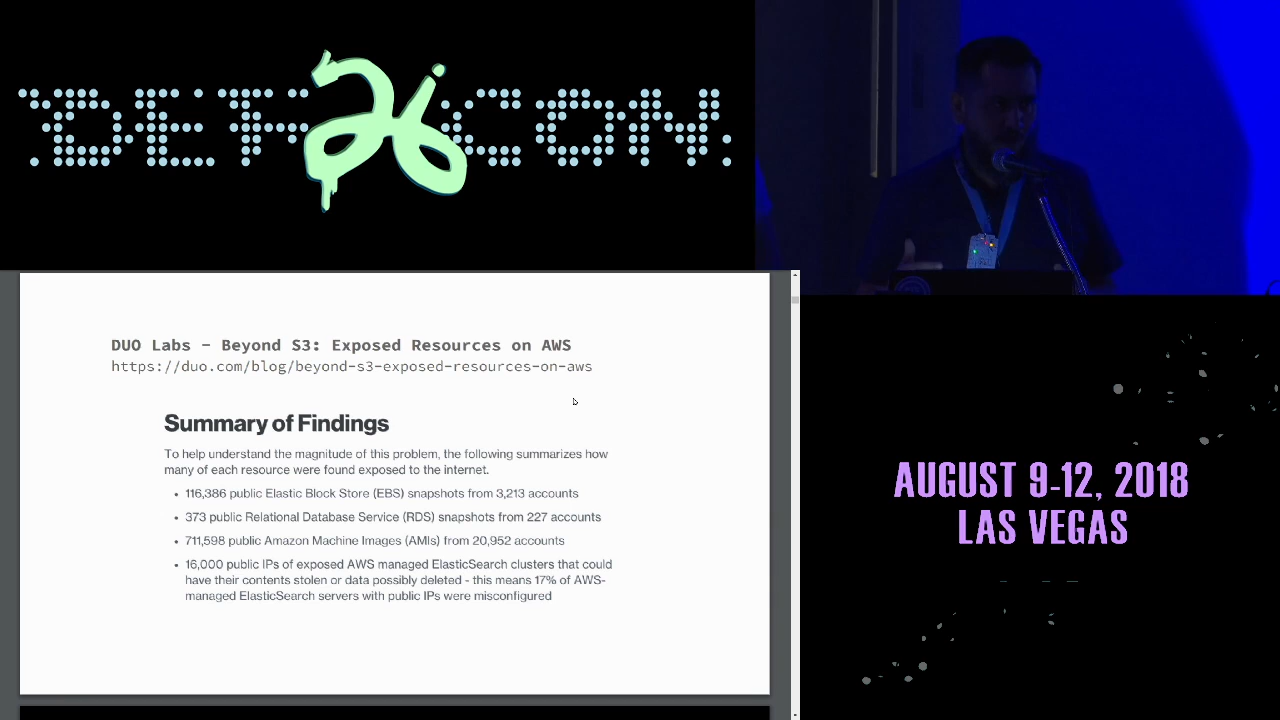 DEF 26 CON
DUO Labs - Beyond S3: Exposed Resources on AWS
https://duo.com/blog/beyond-s3-exposed-resources-on-aws
Summary of Findings
To help understand the magnitude of this problem, the following summarizes how
many of each resource were found exposed to the internet.
• 116,386 public Elastic Block Store (EBS) snapshots from 3,213 accounts
• 373 public Relational Database Service (RDS) snapshots from 227 accounts
• 711,598 public Amazon Machine Images (AMIs) from 20,952 accounts
• 16,000 public IPs of exposed AWS managed ElasticSearch clusters that could
have their contents stolen or data possibly deleted - this means 17% of AWS-
managed ElasticSearch servers with public IPs were misconfigured
AUGUST 9-12, 2018
LAS VEGAS